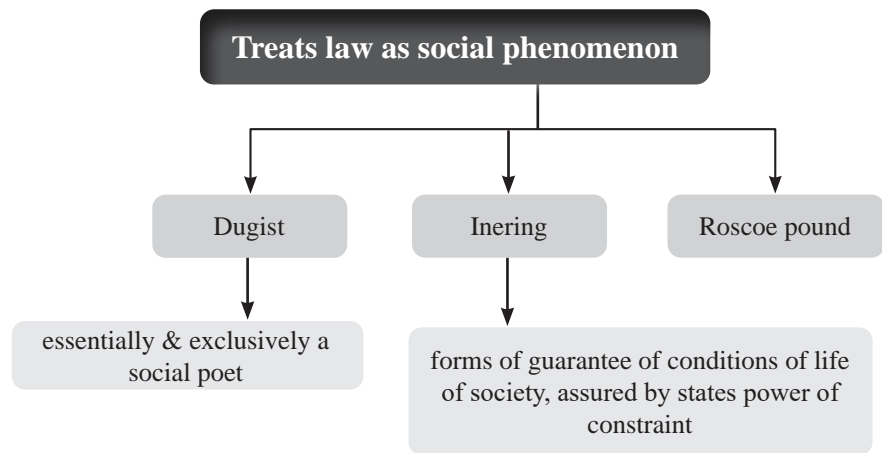 Treats law as social phenomenon
Dugist
Inering
Roscoe pound
essentially & exclusively a
social poet
forms of guarantee of conditions of life
of society, assured by states power of
constraint